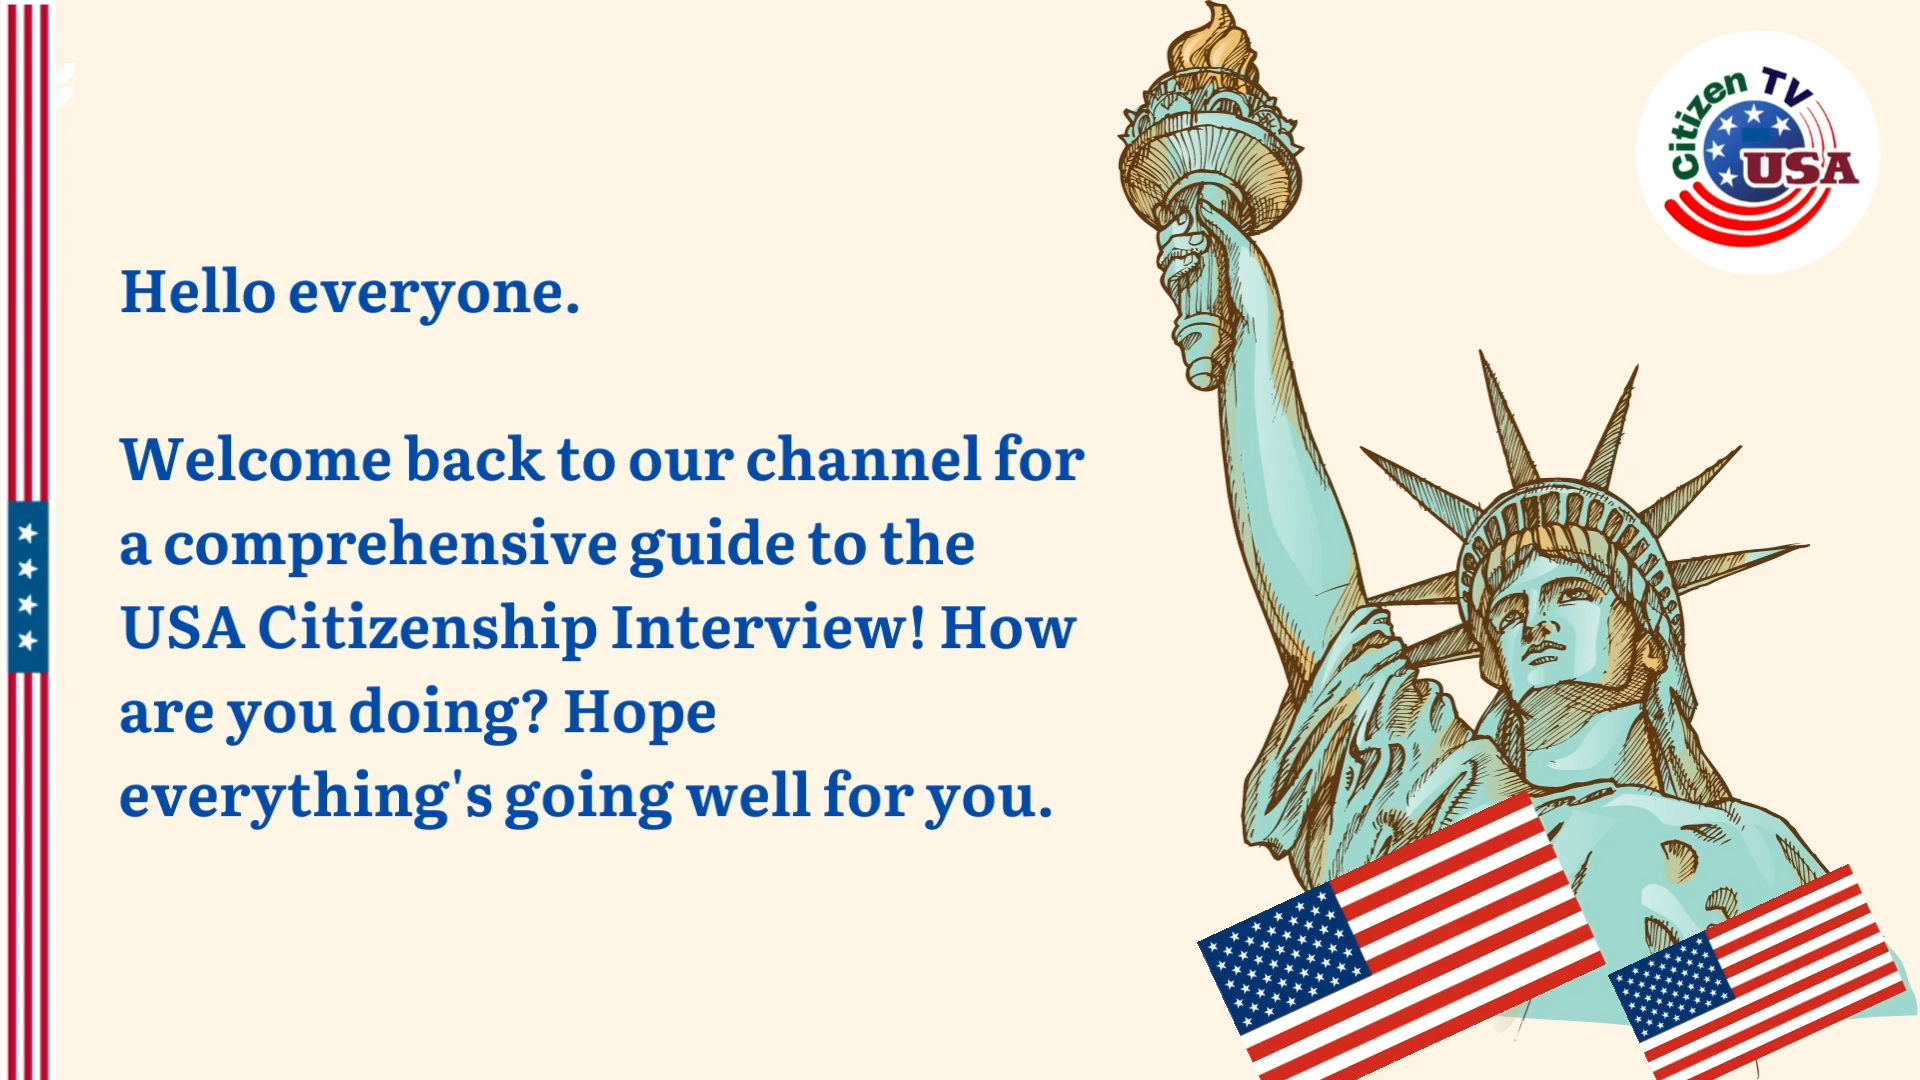 Citizen TV
USA
Hello everyone.
Welcome back to our channel for
a comprehensive guide to the
USA Citizenship Interview! How
are you doing? Hope
everything's going well for you.